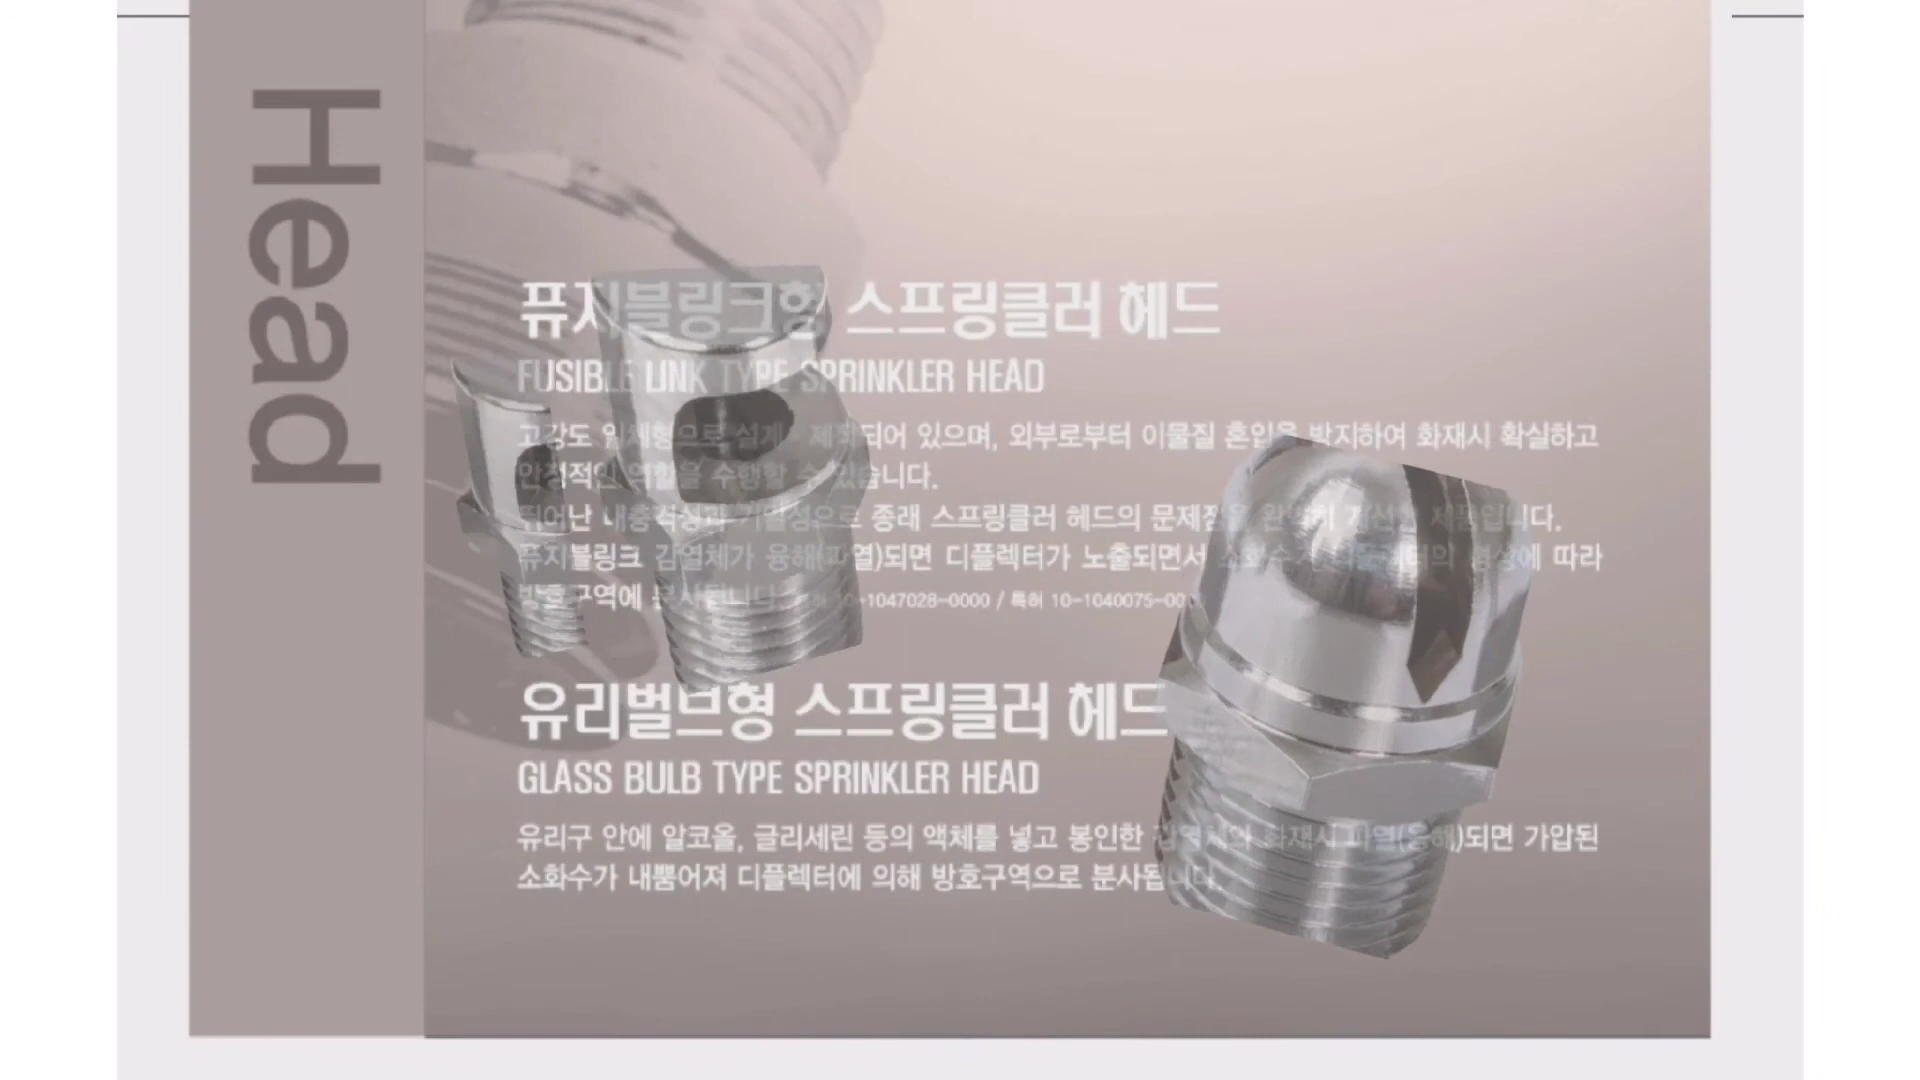 Head
퓨지블링크형 스프링클러 헤드
FUSIBLE LINK TYPE SPRINKLER HEAD
고강도 일체형으로 설계 제작되어 있으며, 외부로부터 이물질 혼입을 방지하여 화재시 확실하고
안정적인 역할을 수행할 수 있습니다.
뛰어난 내충격성과 기밀성으로 종래 스프링클러 헤드의 문제점을 완벽히 개선한 제품입니다.
퓨지블링크 감열체가 용해(파열)되면 디플렉터가 노출되면서 소화수가 디플렉터의 형상에 따라
방호구역에 분사됩니다. 특허 10-1047028-0000 / 특허 10-1040075-00
유리벌브형 스프링클러 헤드
GLASS BULB TYPE SPRINKLER HEAD
유리구 안에 알코올, 글리세린 등의 액체를 넣고 봉인한 감열체와 화재시 파열(용해)되면 가압된
소화수가 내뿜어져 디플렉터에 의해 방호구역으로 분사됩니다.